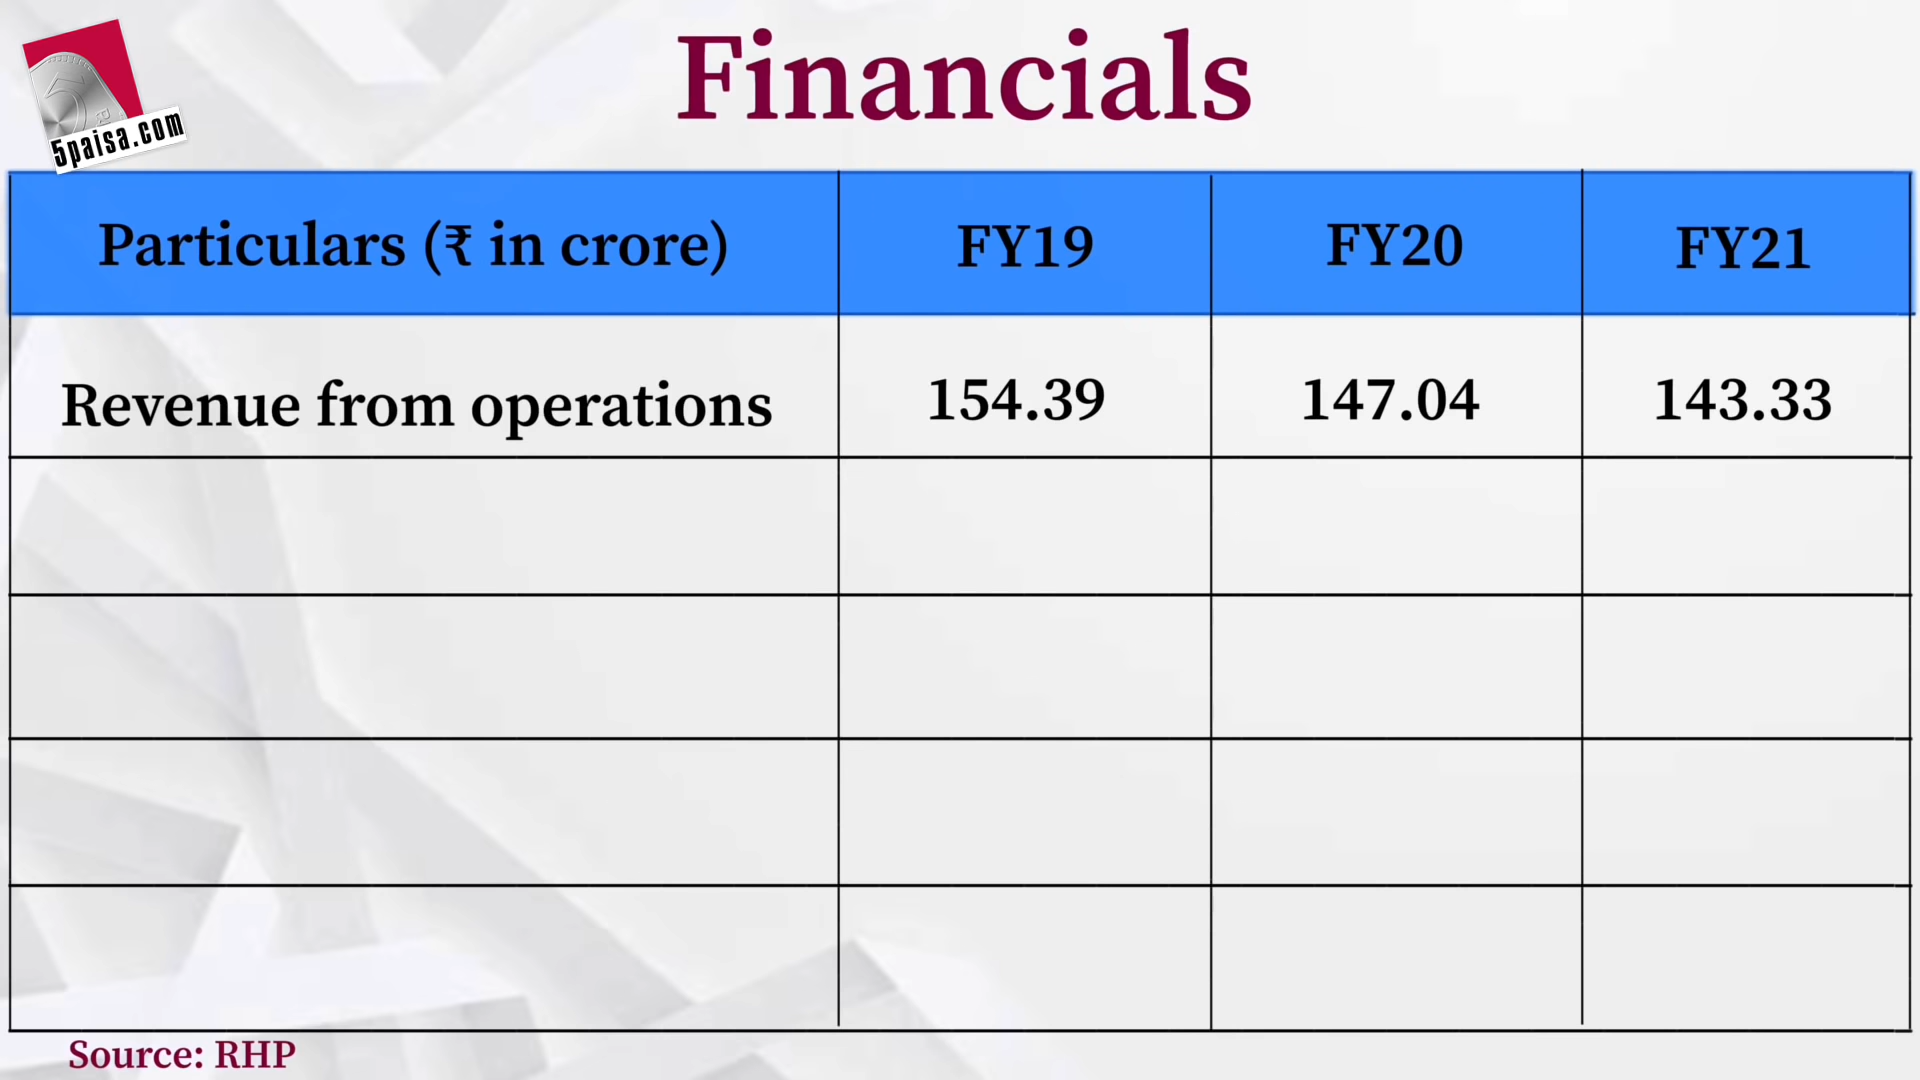 5paisa.com
Financials
Particulars (₹ in crore) FY19 FY20 FY21
Revenue from operations 154.39 147.04 143.33
Source: RHP